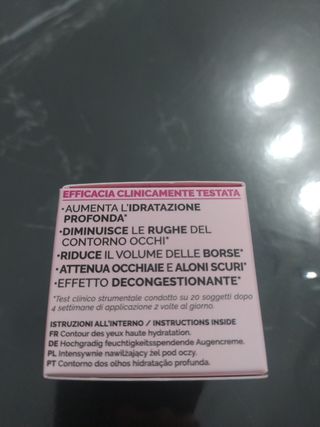 EFFICACIA CLINICAMENTE TESTATA
•AUMENTA L'IDRATAZIONE
PROFONDA*
•DIMINUISCE LE RUGHE DEL
CONTORNO OCCHI*
•RIDUCE IL VOLUME DELLE BORSE*
•ATTENUA OCCHIAIE E ALONI SCURI*
•EFFETTO DECONGESTIONANTE*
*Test clinico strumentale condotto su 20 soggetti dopo
4 settimane di applicazione 2 volte al giorno.
ISTRUZIONI ALL'INTERNO / INSTRUCTIONS INSIDE
FR Contour des yeux haute hydratation.
DE Hochgradig feuchtigkeitsspendende Augencreme.
PL Intensywnie nawilżający żel pod oczy.
PT Contorno dos olhos hidratação profunda.